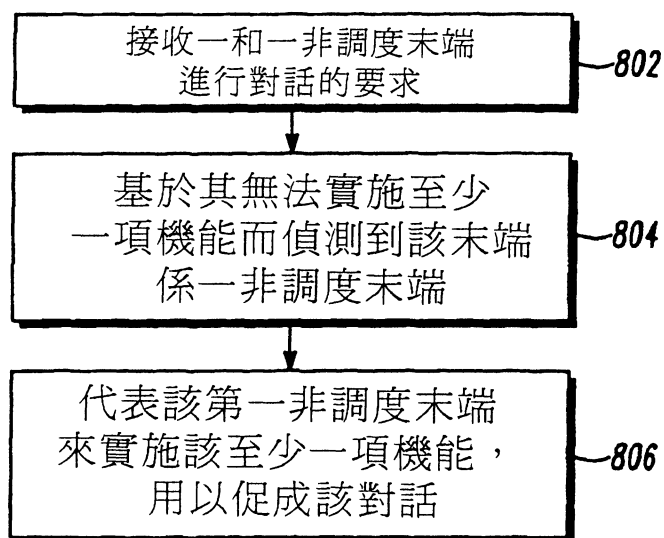 接收一和一非調度末端
進行對話的要求
802
基於其無法實施至少
一項機能而偵測到該末端
係一非調度末端
804
代表該第一非調度末端
來實施該至少一項機能，
用以促成該對話
806